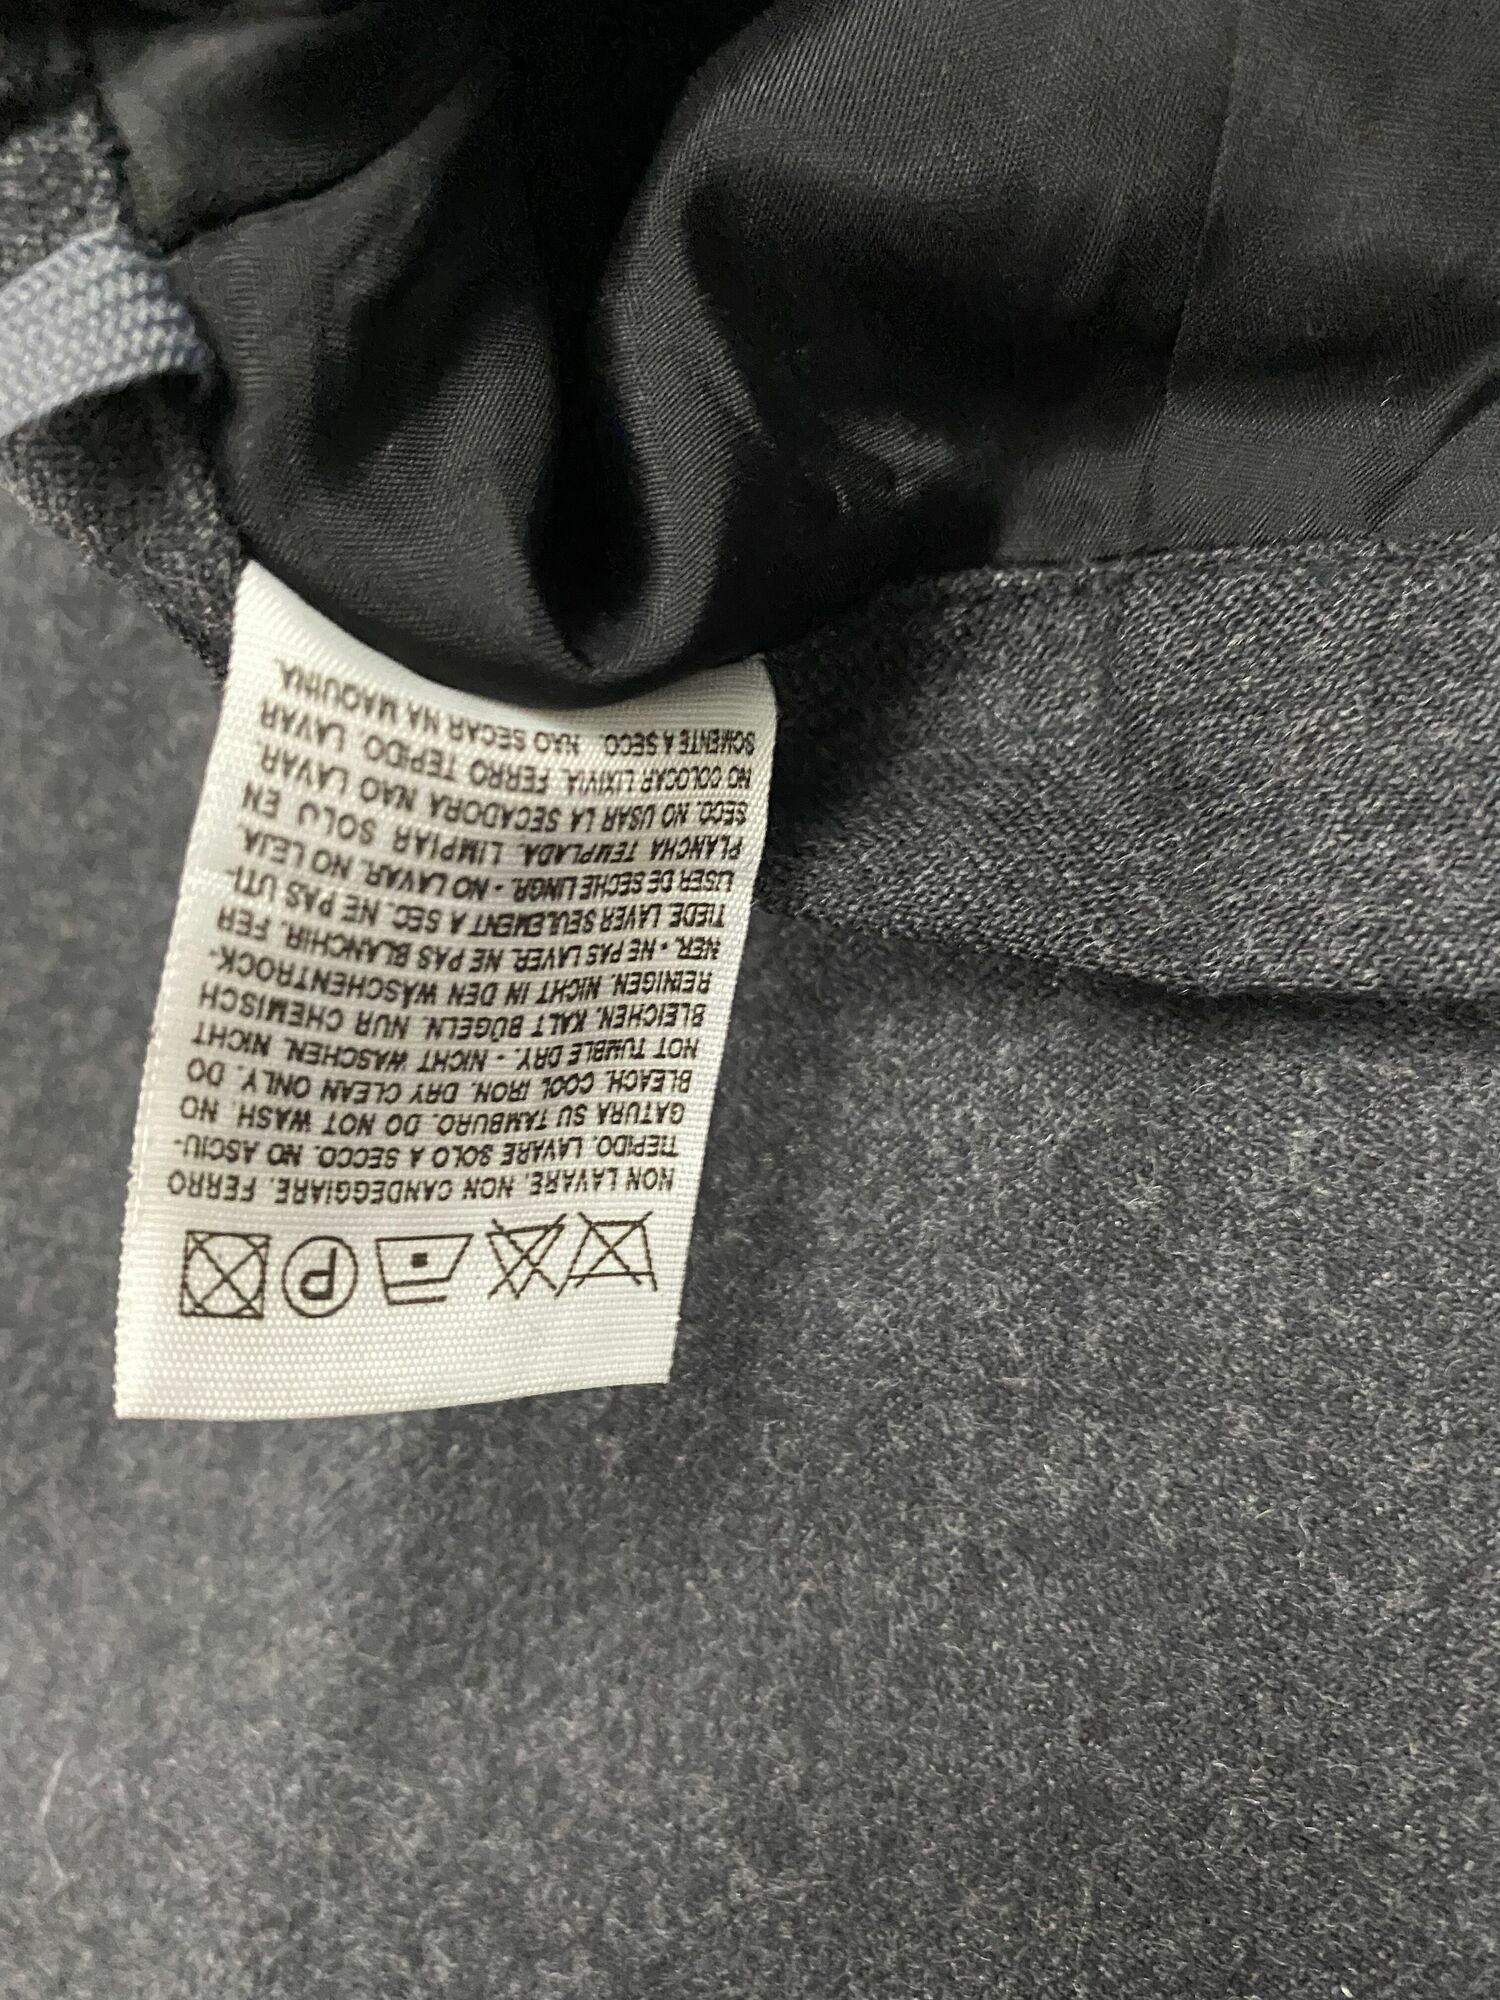 P
NON LAVARE. NON CANDEGGIARE. FERRO
TIEPIDO. LAVARE SOLO A SECCO. NO ASCIU-
GATURA SU TAMBURO. DO NOT WASH. NO
BLEACH. COOL IRON. DRY CLEAN ONLY. DO
NOT TUMBLE DRY. - NICHT WASCHEN. NICHT
BLEICHEN. KALT BÜGELN. NUR CHEMISCH
REINIGEN. NICHT IN DEN WÄSCHENTROCK-
NER. - NE PAS LAVER. NE PAS BLANCHIR. FER
TIEDE. LAVER SEULEMENT A SEC. NE PAS UTI-
LISER DE SECHE LINGR. - NO LAVAR. NO LEJA.
PLANCHA TEMPLADA. LIMPIAR SOLO EN
SECO. NO USAR LA SECADORA NAO LAVAR.
NO COLOCAR LIXIVIA. FERRO TEPIDO. LAVAR
SOMENTE A SECO. NAO SECAR NA MAQUINA.